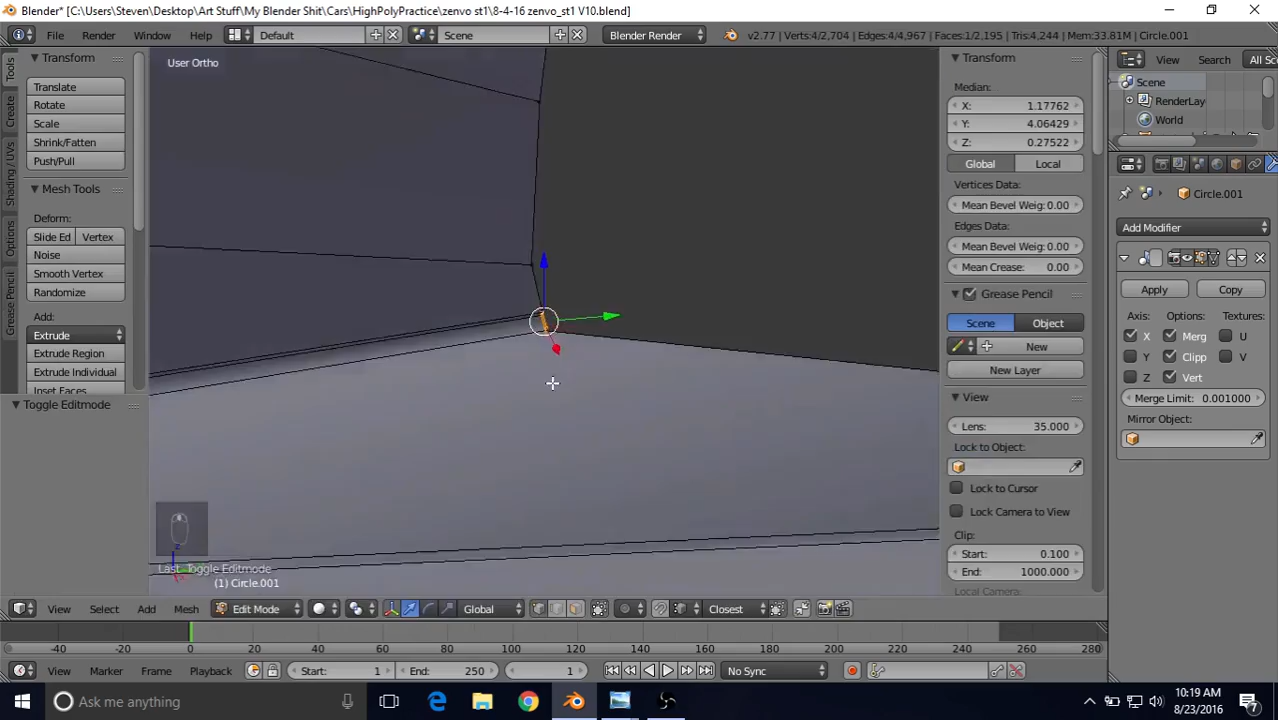 Blender* [C:\Users\Steven\Desktop\Art Stuff\My Blender Shit\Cars\HighPolyPractice\zenvo st1\8-4-16 zenvo_st1 V10.blend]
File Render Window Help Default Scene Blender Render v2.77 | Verts:4/2,704 | Edges:4/4,967 | Faces:1/2,195 | Tris:4,244 | Mem:33.81M | Circle.001
Tools
Create
Shading / UVs
Options
Grease Pencil
Transform
Translate
Rotate
Scale
Shrink/Fatten
Push/Pull
Mesh Tools
Deform:
Slide Ed Vertex
Noise
Smooth Vertex
Randomize
Add:
Extrude
Extrude Region
Extrude Individual
Inset Faces
Toggle Editmode
User Ortho
z
Last: Toggle Editmode
(1) Circle.001
Transform
Median:
X: 1.17762
Y: 4.06429
Z: 0.27522
Global Local
Vertices Data:
Mean Bevel Weig: 0.00
Edges Data:
Mean Bevel Weig: 0.00
Mean Crease: 0.00
Grease Pencil
Scene Object
New
New Layer
View
Lens: 35.000
Lock to Object:
Lock to Cursor
Lock Camera to View
Clip:
Start: 0.100
End: 1000.000
Local Camera:
View Search All Sc
Scene
RenderLay
World
Circle.001
Add Modifier
Apply Copy
Axis: Options: Textures:
X Merg U
Y Clipp V
Z Vert
Merge Limit: 0.001000
Mirror Object:
View Select Add Mesh Edit Mode Global Closest
-40 -20 0 20 40 60 80 100 120 140 160 180 200 220 240 260 280
View Marker Frame Playback Start: 1 End: 250 1 No Sync
Ask me anything
10:19 AM
8/23/2016
7